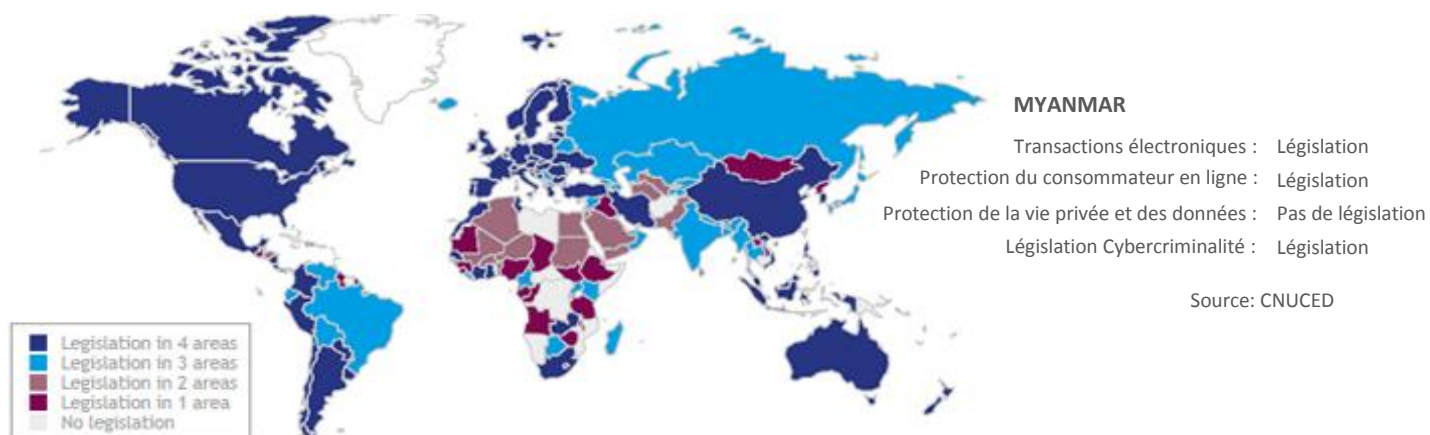 MYANMAR
Transactions électroniques : Législation
Protection du consommateur en ligne : Législation
Protection de la vie privée et des données : Pas de législation
Législation Cybercriminalité : Législation
Source: CNUCED
Legislation in 4 areas
Legislation in 3 areas
Legislation in 2 areas
Legislation in 1 area
No legislation